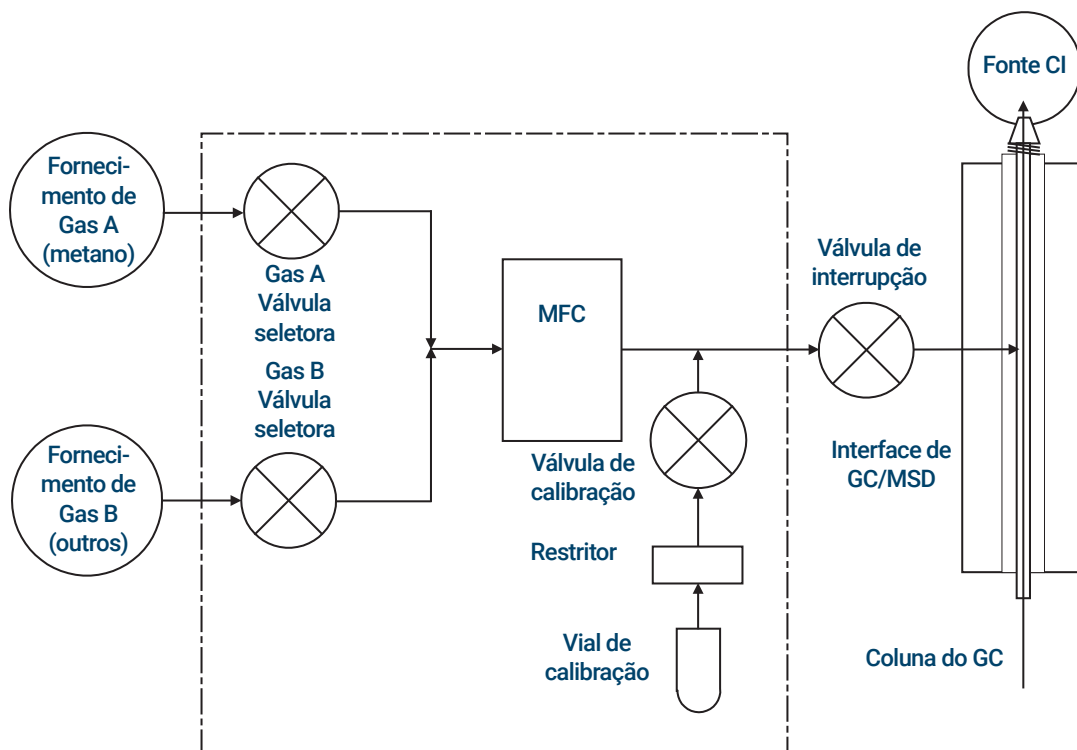 Fonte CI
Forneci-
mento de
Gas A
(metano)
Gas A
Válvula
seletora
Gas B
Válvula
seletora
Forneci-
mento de
Gas B
(outros)
MFC
Válvula de
interrupção
Válvula de
calibração
Interface de
GC/MSD
Restritor
Vial de
calibração
Coluna do GC